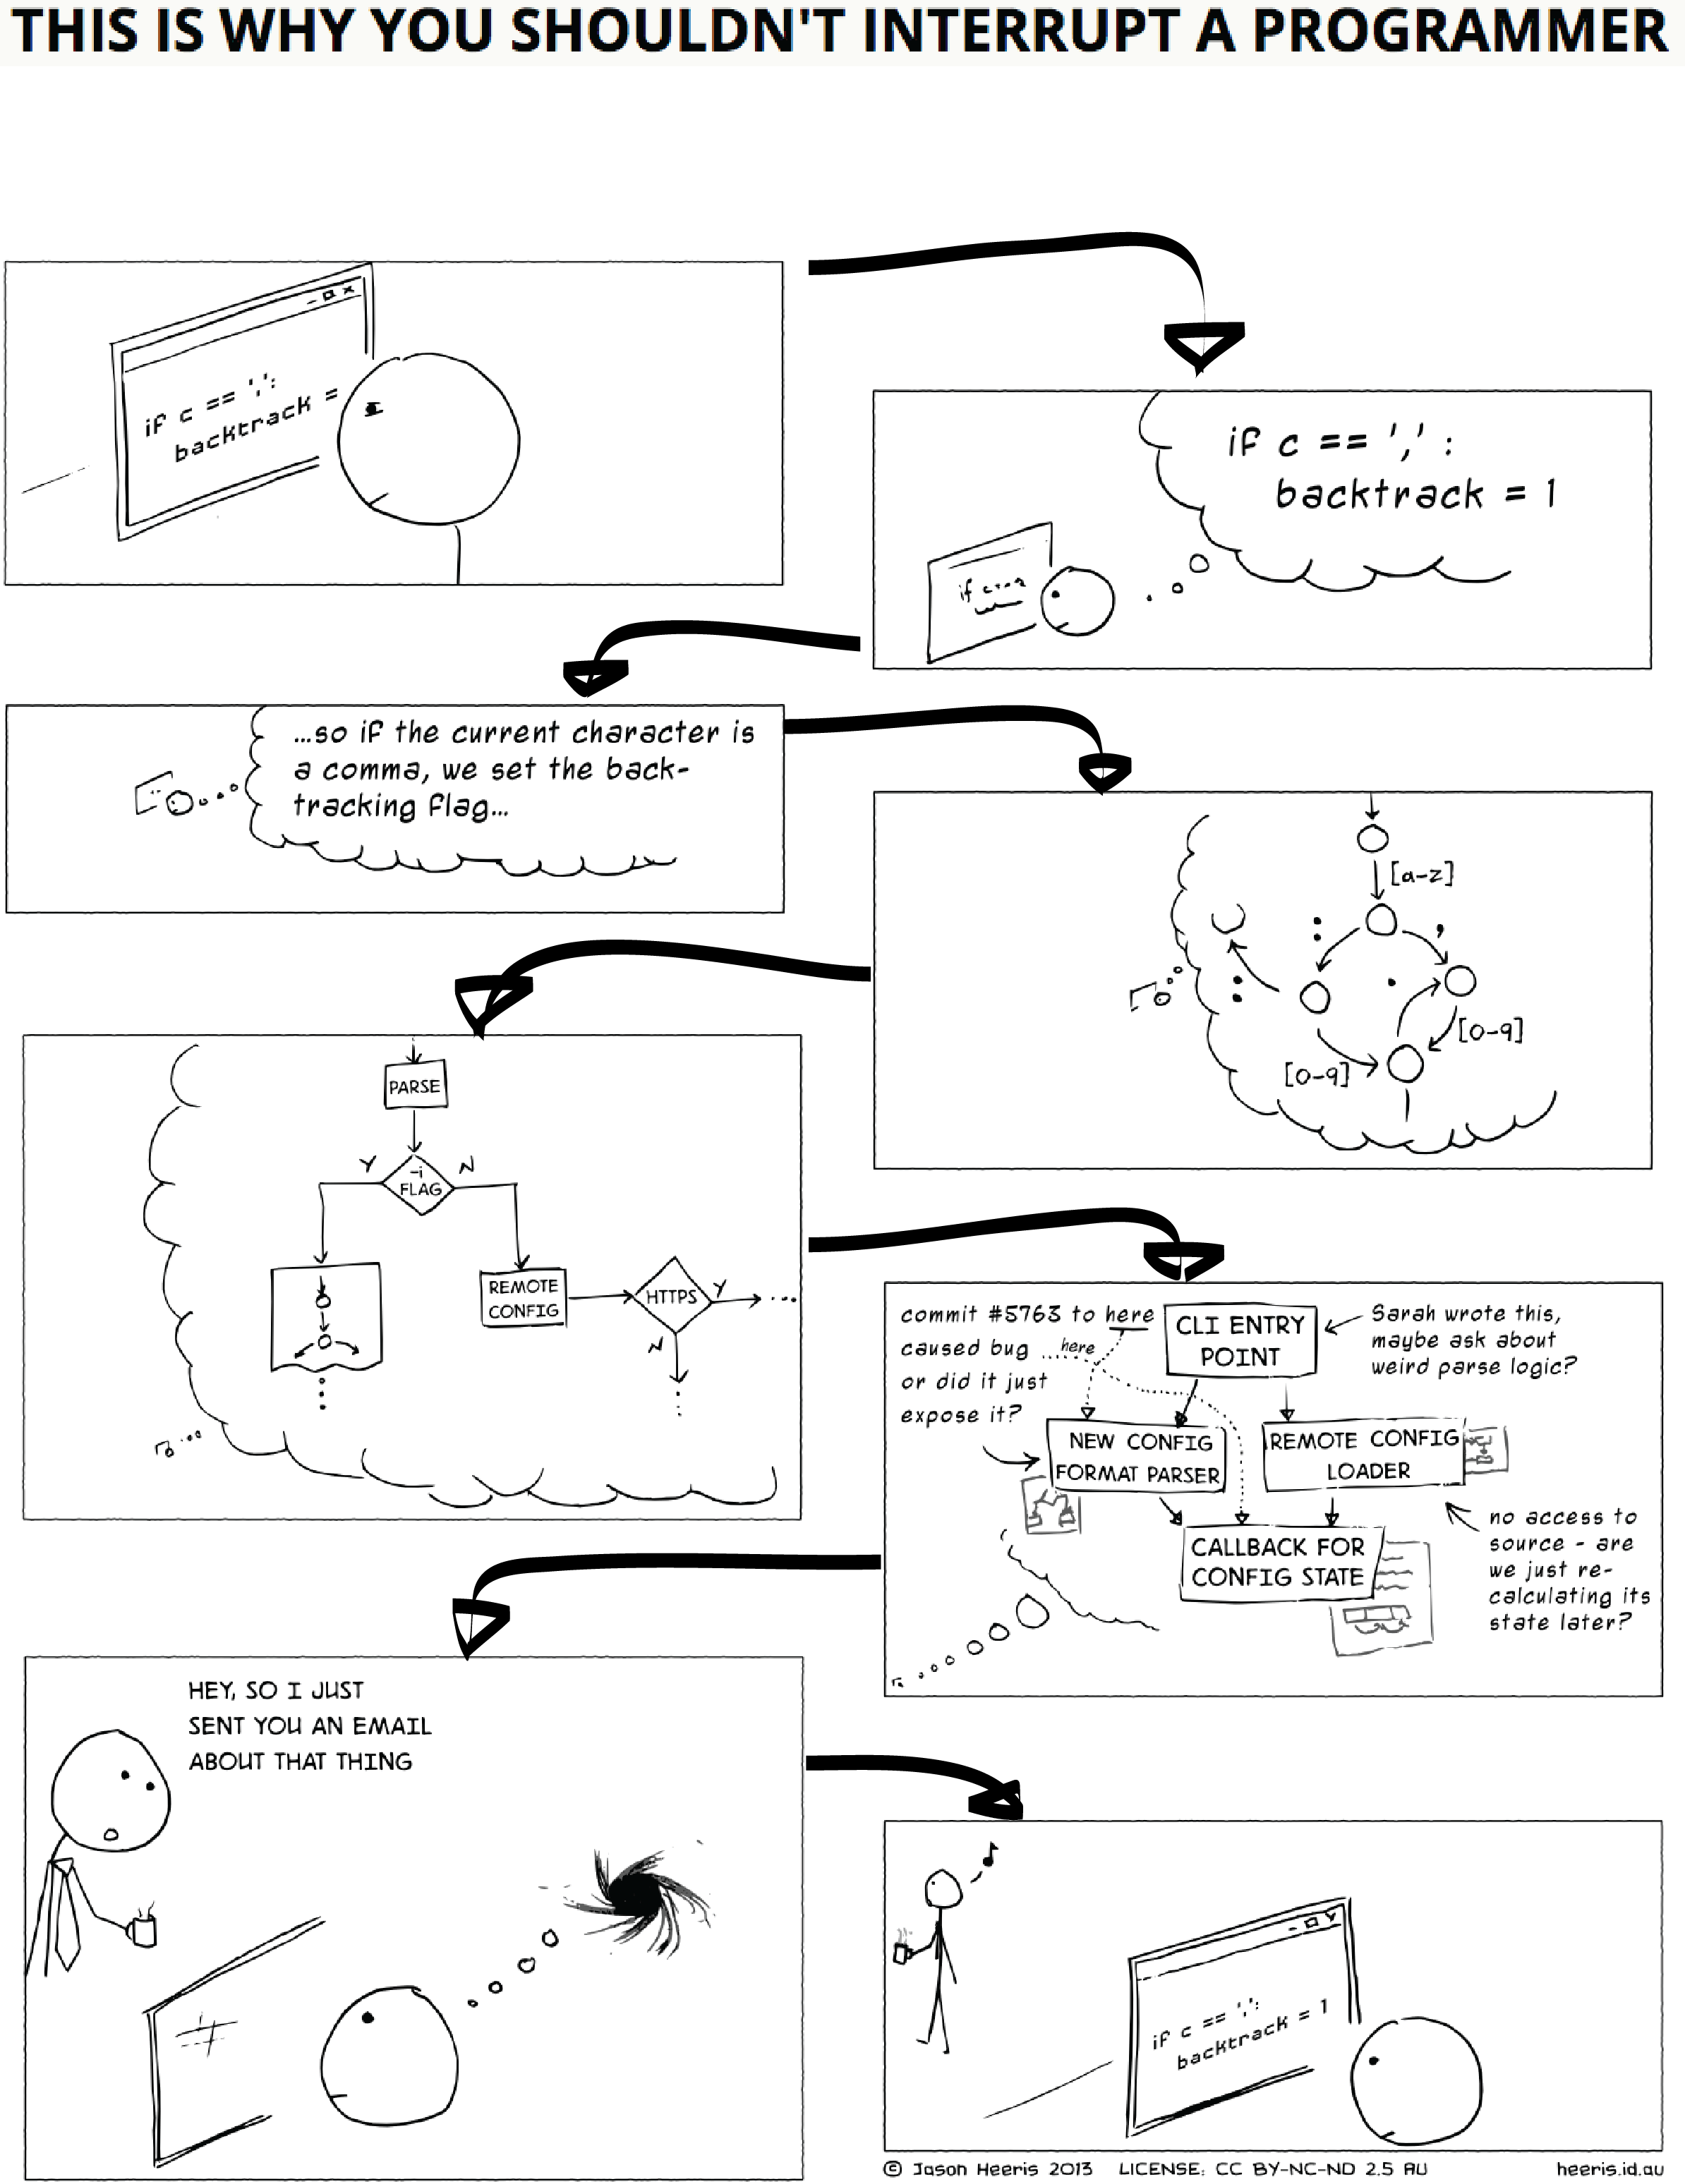 THIS IS WHY YOU SHOULDN'T INTERRUPT A PROGRAMMER
if c == ',':
backtrack =
if c == ',' :
backtrack = 1
if
...so if the current character is
a comma, we set the back-
tracking flag...
[a-z]
:
,
:
.
[0-9]
[0-9]
PARSE
Y
N
-i
FLAG
REMOTE
CONFIG
HTTPS
Y
...
N
commit #5763 to here
caused bug ...here
or did it just
expose it?
CLI ENTRY
POINT
Sarah wrote this,
maybe ask about
weird parse logic?
NEW CONFIG
FORMAT PARSER
REMOTE CONFIG
LOADER
CALLBACK FOR
CONFIG STATE
no access to
source - are
we just re-
calculating its
state later?
HEY, SO I JUST
SENT YOU AN EMAIL
ABOUT THAT THING
if c == ',':
backtrack = 1
© Jason Heeris 2013 LICENSE: CC BY-NC-ND 2.5 AU heeris.id.au